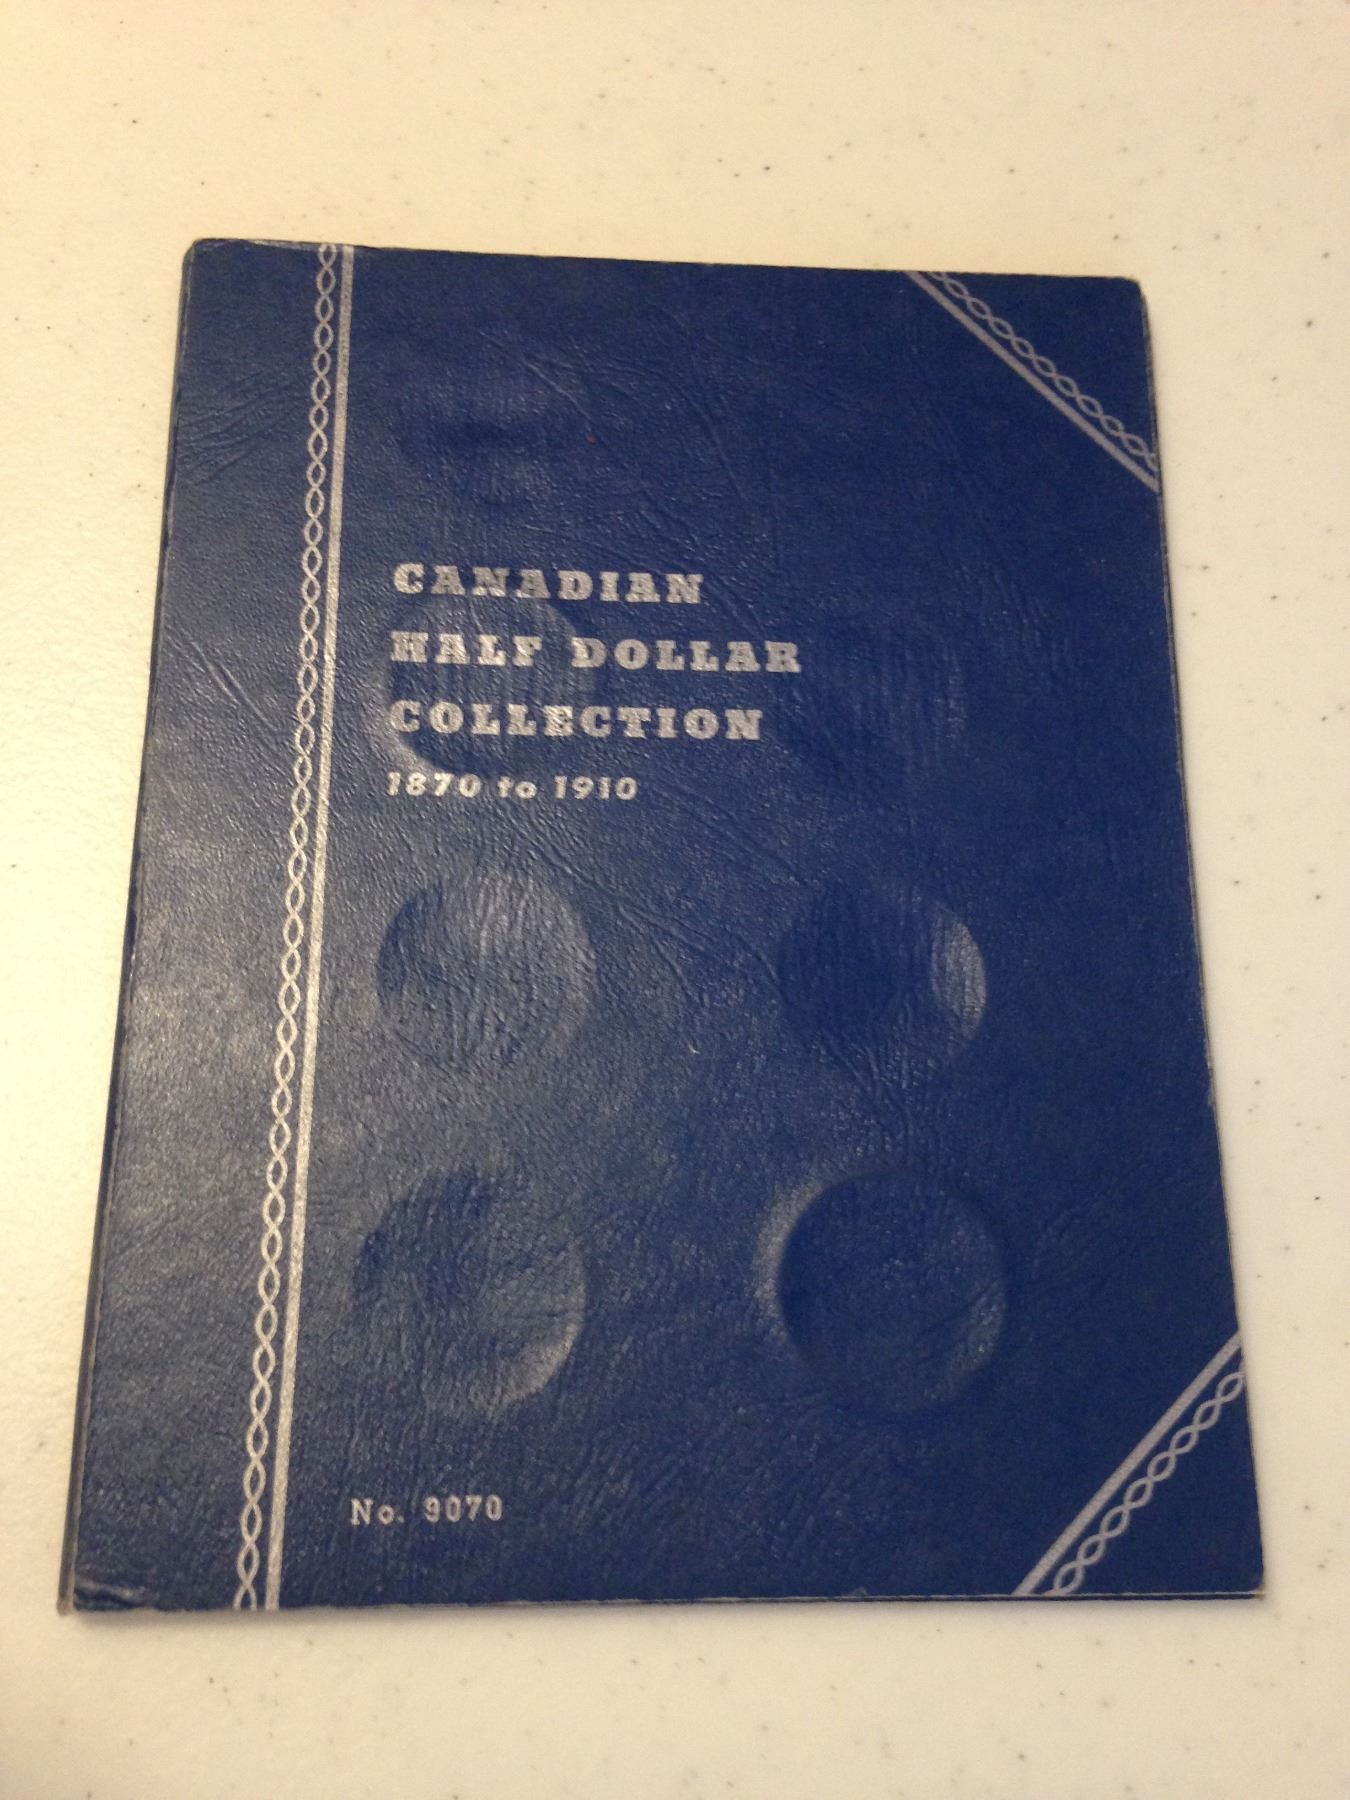 CANADIAN
HALF DOLLAR
COLLECTION
1870 to 1910
No. 9070